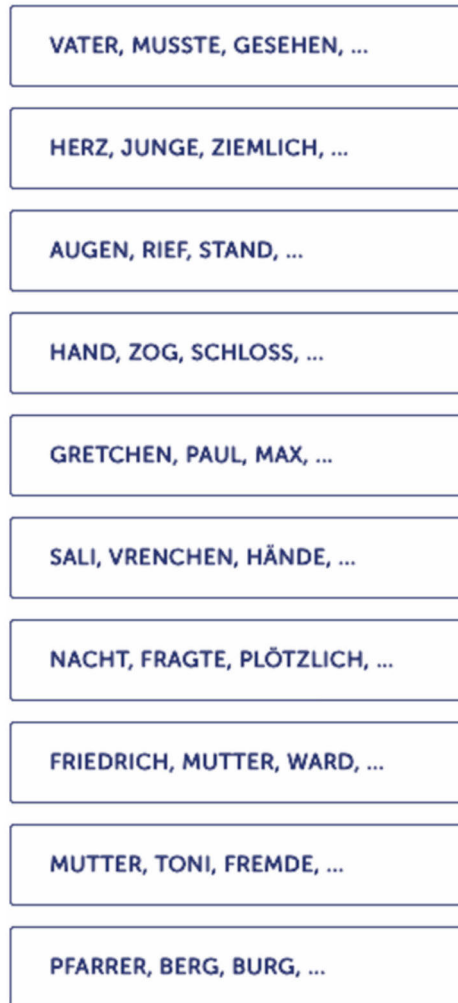 VATER, MUSSTE, GESEHEN, ...
HERZ, JUNGE, ZIEMLICH, ...
AUGEN, RIEF, STAND, ...
HAND, ZOG, SCHLOSS, ...
GRETCHEN, PAUL, MAX, ...
SALI, VRENCHEN, HÄNDE, ...
NACHT, FRAGTE, PLÖTZLICH, ...
FRIEDRICH, MUTTER, WARD, ...
MUTTER, TONI, FREMDE, ...
PFARRER, BERG, BURG, ...